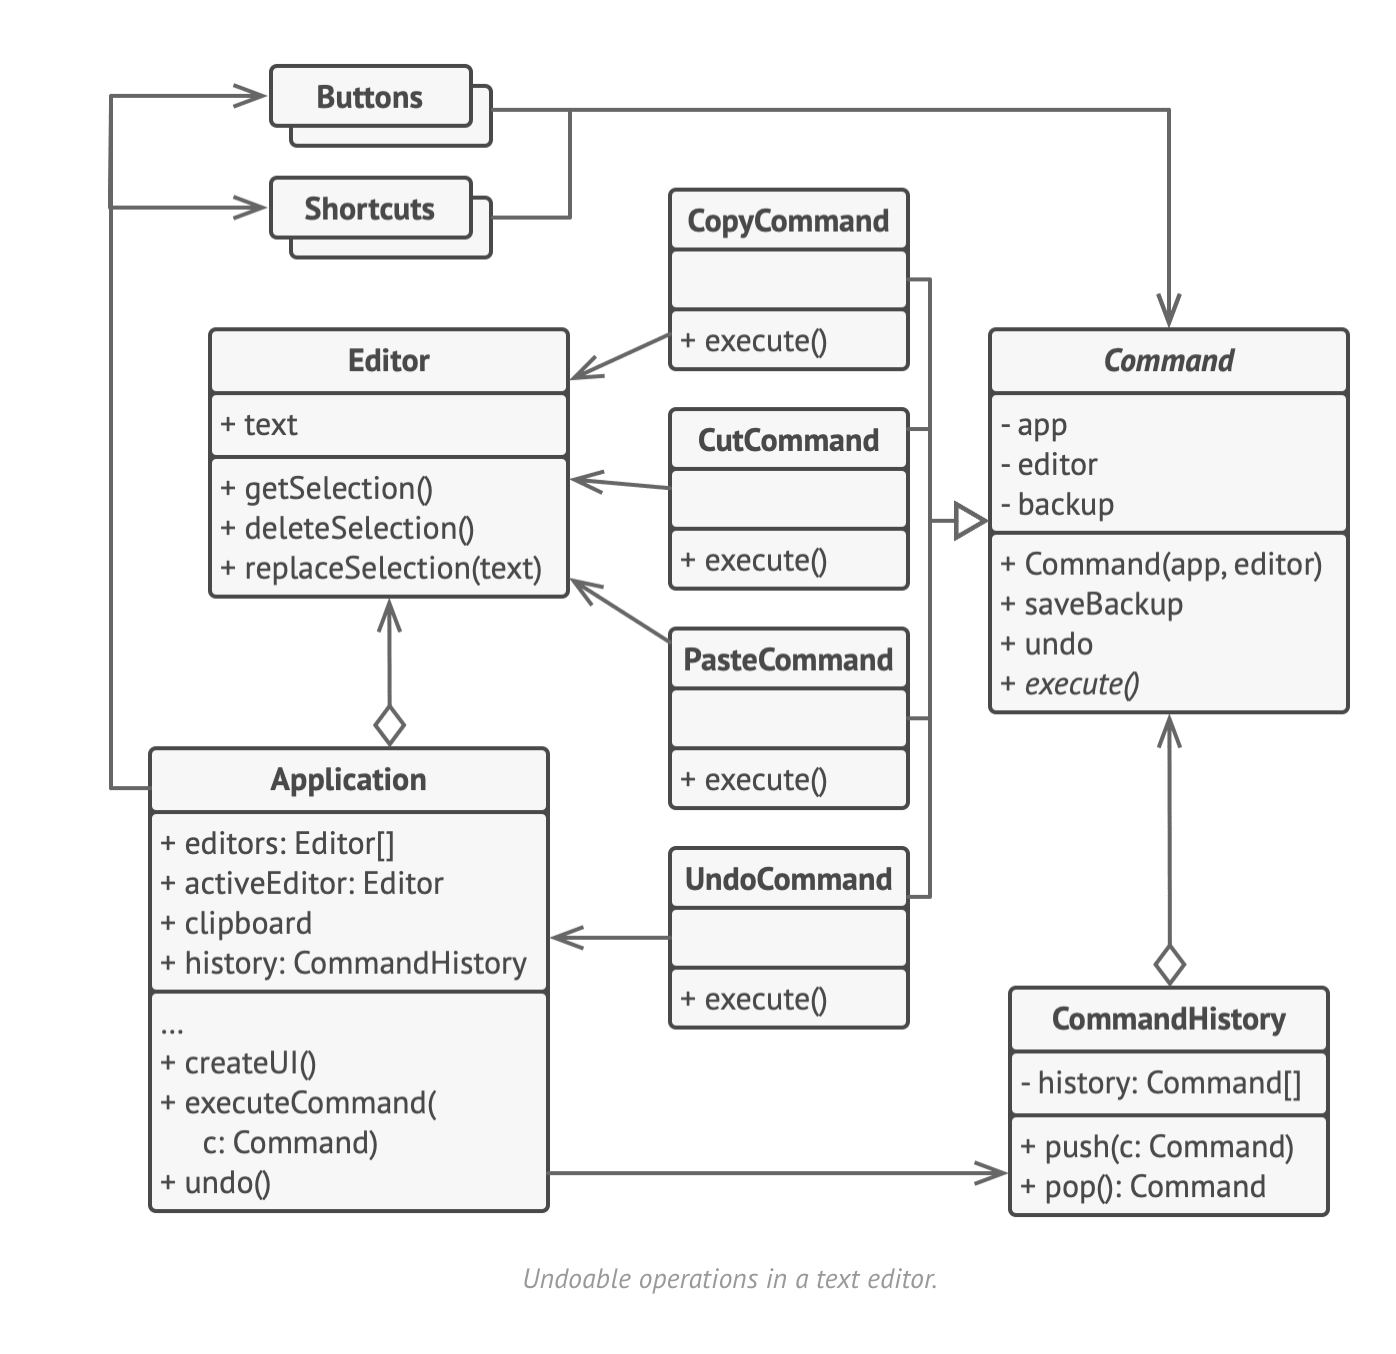 Buttons
Shortcuts
CopyCommand
+ execute()
Editor
+ text
+ getSelection()
+ deleteSelection()
+ replaceSelection(text)
CutCommand
+ execute()
Command
- app
- editor
- backup
+ Command(app, editor)
+ saveBackup
+ undo
+ execute()
PasteCommand
+ execute()
Application
+ editors: Editor[]
+ activeEditor: Editor
+ clipboard
+ history: CommandHistory
...
+ createUI()
+ executeCommand(
c: Command)
+ undo()
UndoCommand
+ execute()
CommandHistory
- history: Command[]
+ push(c: Command)
+ pop(): Command
Undoable operations in a text editor.